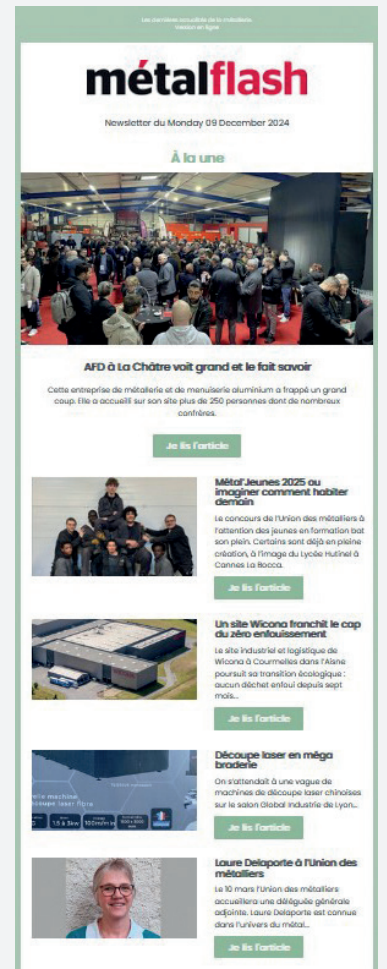 Les dernières actualités de la métallerie
Version en ligne
métalflash
Newsletter du Monday 09 December 2024
À la une
AFD à La Châtre voit grand et le fait savoir
Cette entreprise de métallerie et de menuiserie aluminium a frappé un grand
coup. Elle a accueilli sur son site plus de 250 personnes dont de nombreux
confrères.
Je lis l'article
Métal'Jeunes 2025 ou
imaginer comment habiter
demain
Le concours de l'Union des métalliers à
l'attention des jeunes en formation bat
son plein. Certains sont déjà en pleine
création, à l'image du Lycée Hutinel à
Cannes La Bocca.
Je lis l'article
Un site Wicona franchit le cap
du zéro enfouissement
Le site industriel et logistique de
Wicona à Courmelles dans l'Aisne
poursuit sa transition écologique :
aucun déchet enfoui depuis sept
mois...
Je lis l'article
machine
découpe laser fibre
1.5 à 3kw
100m/min
Découpe laser en méga
braderie
On s'attendait à une vague de
machines de découpe laser chinoises
sur le salon Global Industrie de Lyon...
Je lis l'article
Laure Delaporte à l'Union des
métalliers
Le 10 mars l'Union des métalliers
accueillera une déléguée générale
adjointe. Laure Delaporte est connue
dans l'univers du métal...
Je lis l'article